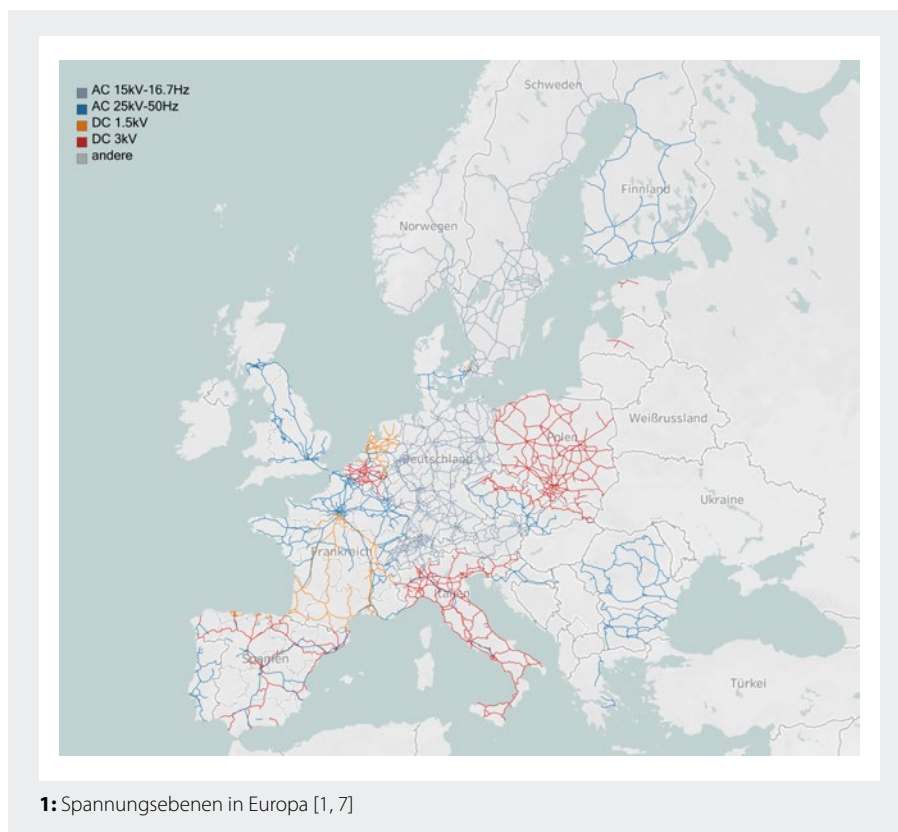 AC 15kV-16.7Hz
AC 25kV-50Hz
DC 1.5kV
DC 3kV
andere
Schweden
Finnland
Norwegen
Weißrussland
Polen
Deutschland
Ukraine
Frankreich
Italien
Spanien
Türkei
1: Spannungsebenen in Europa [1, 7]